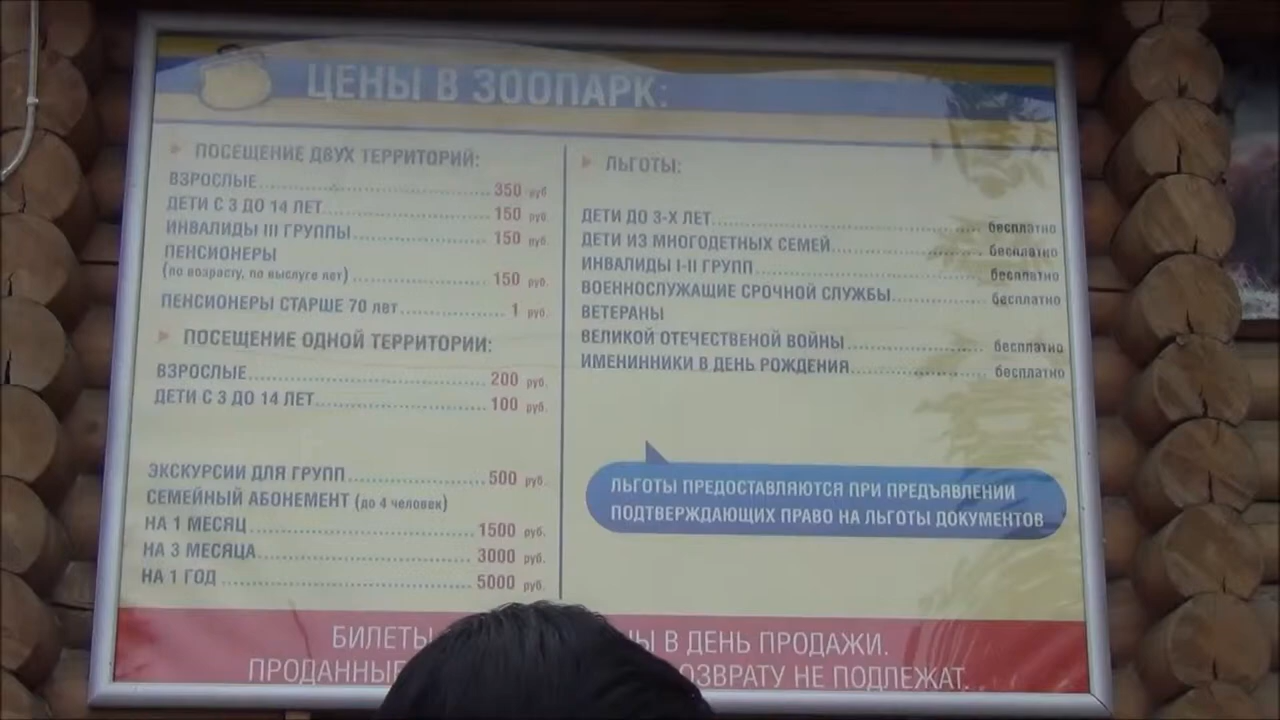 ЦЕНЫ В ЗООПАРК:
ПОСЕЩЕНИЕ ДВУХ ТЕРРИТОРИЙ:
ВЗРОСЛЫЕ 350 руб.
ДЕТИ С 3 ДО 14 ЛЕТ 150 руб.
ИНВАЛИДЫ III ГРУППЫ 150 руб.
ПЕНСИОНЕРЫ
(по возрасту, по выслуге лет) 150 руб.
ПЕНСИОНЕРЫ СТАРШЕ 70 лет 1 руб.
ПОСЕЩЕНИЕ ОДНОЙ ТЕРРИТОРИИ:
ВЗРОСЛЫЕ 200 руб.
ДЕТИ С 3 ДО 14 ЛЕТ 100 руб.
ЭКСКУРСИИ ДЛЯ ГРУПП 500 руб.
СЕМЕЙНЫЙ АБОНЕМЕНТ (до 4 человек)
НА 1 МЕСЯЦ 1500 руб.
НА 3 МЕСЯЦА 3000 руб.
НА 1 ГОД 5000 руб.
ЛЬГОТЫ:
ДЕТИ ДО 3-Х ЛЕТ бесплатно
ДЕТИ ИЗ МНОГОДЕТНЫХ СЕМЕЙ бесплатно
ИНВАЛИДЫ I-II ГРУПП бесплатно
ВОЕННОСЛУЖАЩИЕ СРОЧНОЙ СЛУЖБЫ бесплатно
ВЕТЕРАНЫ
ВЕЛИКОЙ ОТЕЧЕСТВЕНОЙ ВОЙНЫ бесплатно
ИМЕНИННИКИ В ДЕНЬ РОЖДЕНИЯ бесплатно
ЛЬГОТЫ ПРЕДОСТАВЛЯЮТСЯ ПРИ ПРЕДЪЯВЛЕНИИ
ПОДТВЕРЖДАЮЩИХ ПРАВО НА ЛЬГОТЫ ДОКУМЕНТОВ
БИЛЕТЫ В ДЕНЬ ПРОДАЖИ.
ПРОДАННЫЕ НЕ ПОДЛЕЖАТ.